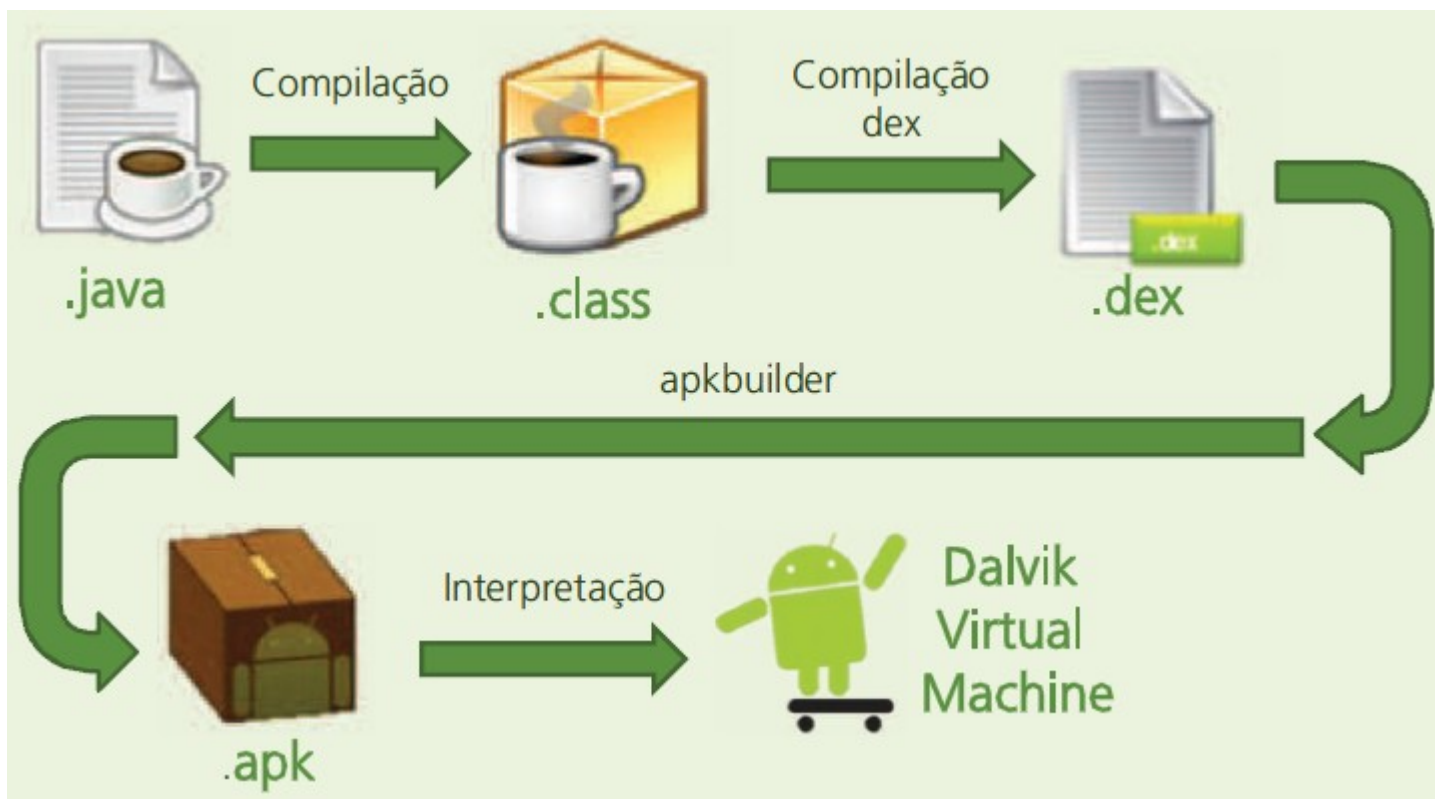 Compilação
Compilação
dex
.dex
.java
.class
.dex
apkbuilder
Interpretação
Dalvik
Virtual
Machine
.apk